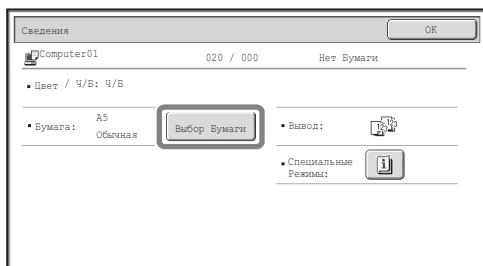 Сведения OK
Computer01 020 / 000 Нет Бумаги
Цвет / Ч/Б: Ч/Б
Бумага: A5 Обычная Выбор Бумаги Вывод:
Специальные Режимы: